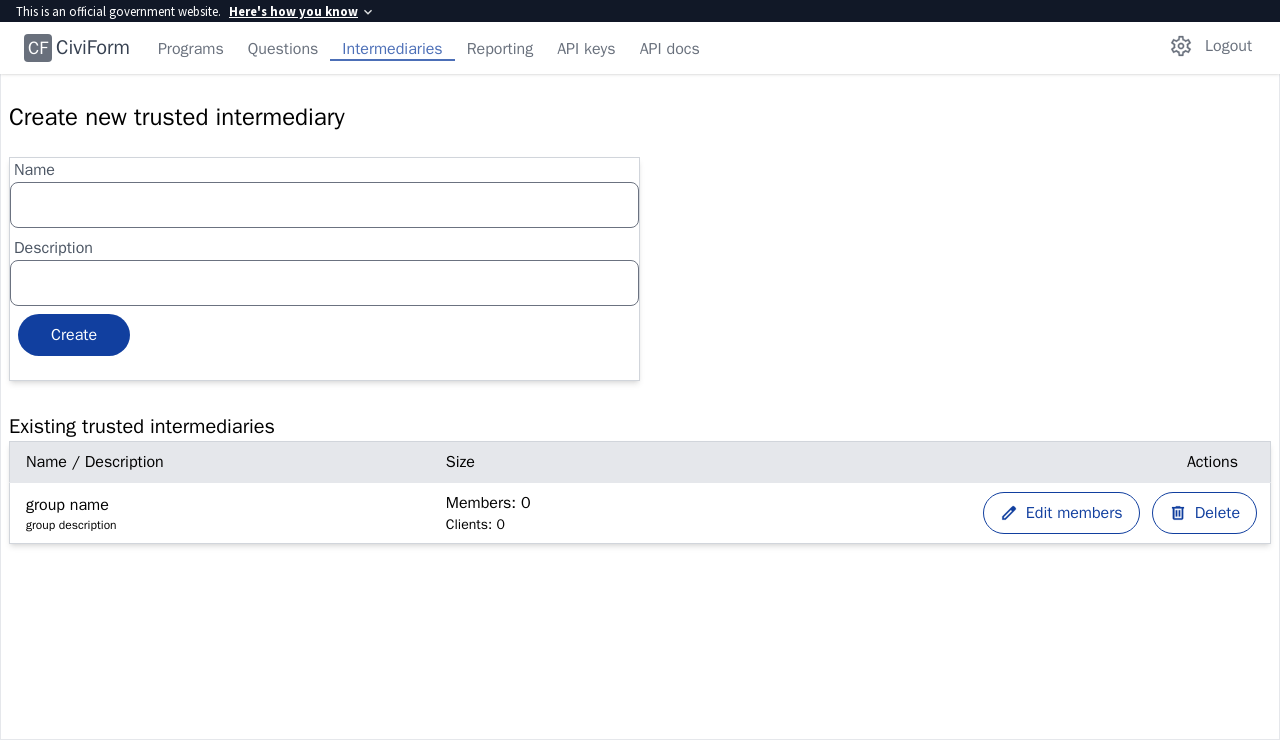 This is an official government website. Here's how you know
CF CiviForm Programs Questions Intermediaries Reporting API keys API docs Logout
Create new trusted intermediary
Name
Description
Create
Existing trusted intermediaries
Name / Description Size Actions
group name Members: 0 Edit members Delete
group description Clients: 0